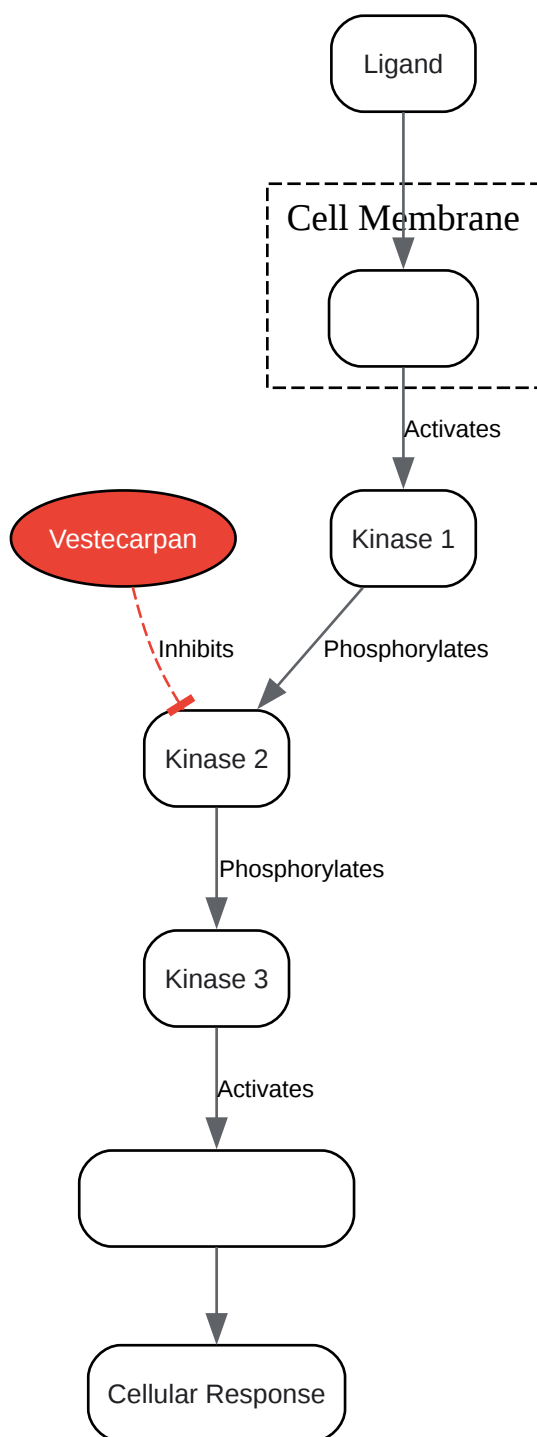 Ligand
Cell Membrane
Activates
Vestecarpan
Kinase 1
Inhibits
Phosphorylates
Kinase 2
Phosphorylates
Kinase 3
Activates
Cellular Response